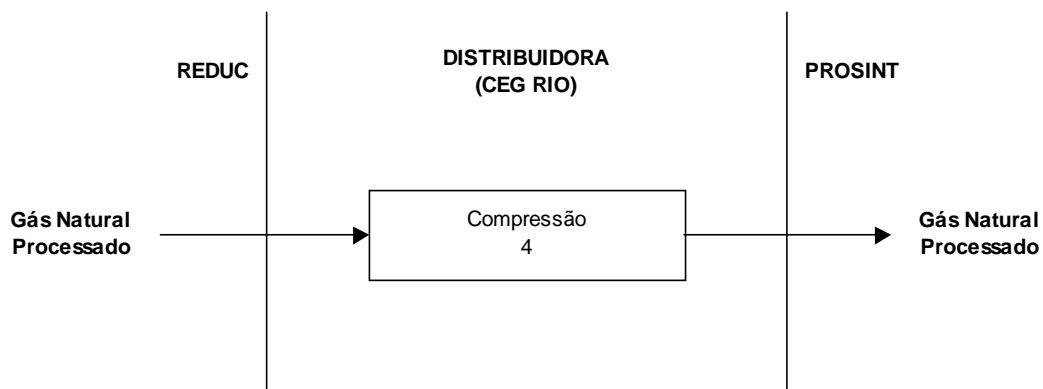 REDUC
DISTRIBUIDORA
(CEG RIO)
PROSINT
Gás Natural
Processado
Compressão
4
Gás Natural
Processado